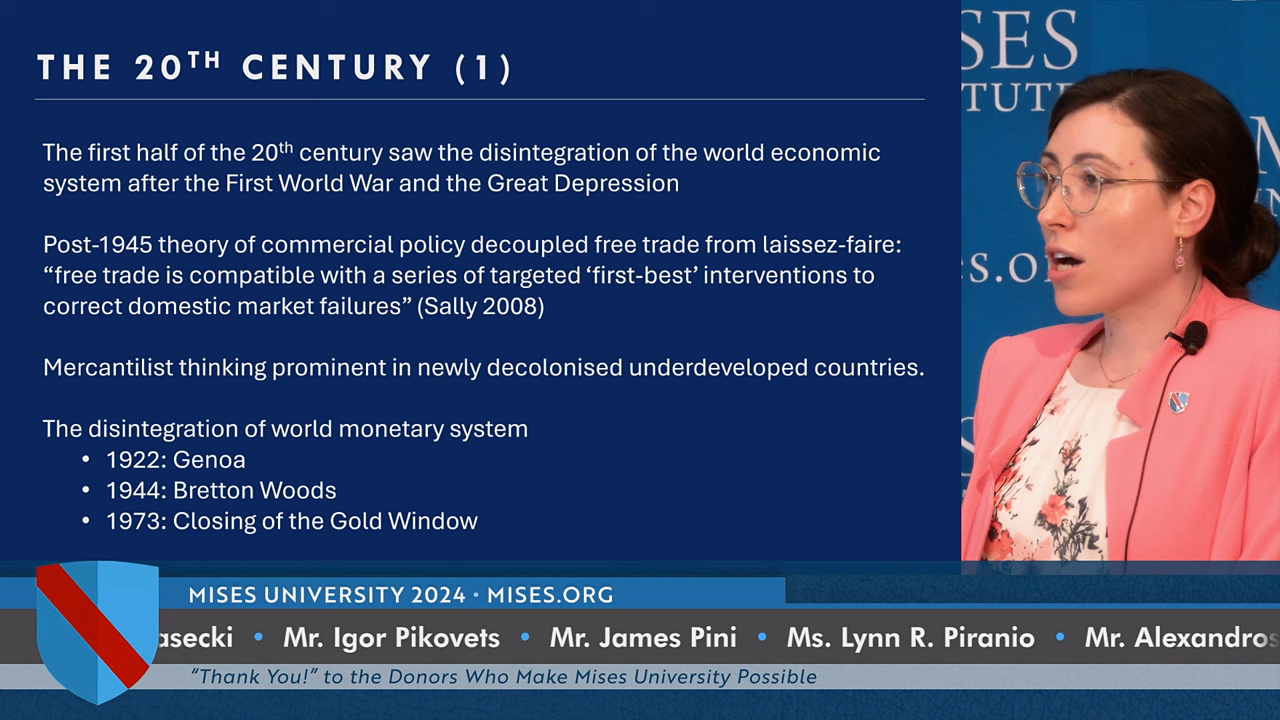 THE 20TH CENTURY (1)
The first half of the 20th century saw the disintegration of the world economic
system after the First World War and the Great Depression
Post-1945 theory of commercial policy decoupled free trade from laissez-faire:
“free trade is compatible with a series of targeted ‘first-best’ interventions to
correct domestic market failures” (Sally 2008)
Mercantilist thinking prominent in newly decolonised underdeveloped countries.
The disintegration of world monetary system
• 1922: Genoa
• 1944: Bretton Woods
• 1973: Closing of the Gold Window
SES
TUT
es.o
MISES UNIVERSITY 2024 • MISES.ORG
asecki • Mr. Igor Pikovets • Mr. James Pini • Ms. Lynn R. Piranio • Mr. Alexandros
“Thank You!” to the Donors Who Make Mises University Possible